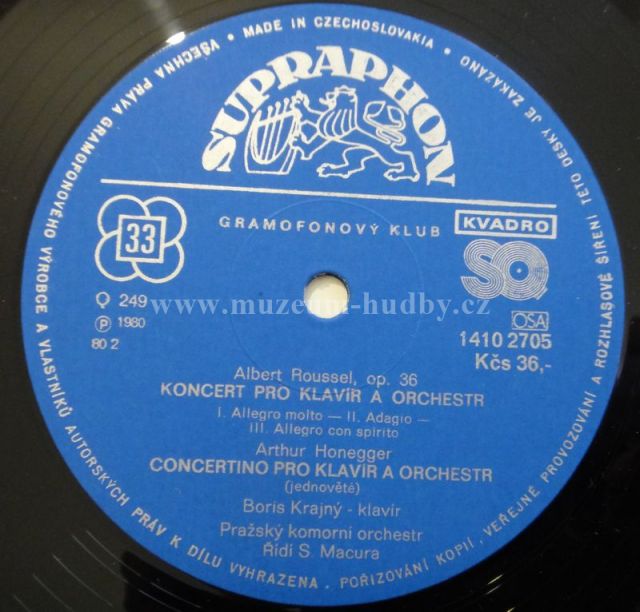 VŠECHNA PRÁVA GRAMOFONOVÉHO VÝROBCE A VLASTNÍKŮ AUTORSKÝCH PRÁV K DÍLU VYHRAZENA . POŘIZOVÁNÍ KOPIÍ, VEŘEJNÉ PROVOZOVÁNÍ A ROZHLASOVÉ ŠÍŘENÍ TÉTO DESKY JE ZAKÁZÁNO
• MADE IN CZECHOSLOVAKIA •
SUPRAPHON
GRAMOFONOVÝ KLUB
KVADRO
33
SQ
249
Ⓟ 1980
80 2
www.muzeum-hudby.cz
OSA
1410 2705
Kčs 36,-
Albert Roussel, op. 36
KONCERT PRO KLAVÍR A ORCHESTR
I. Allegro molto — II. Adagio —
III. Allegro con spirito
Arthur Honegger
CONCERTINO PRO KLAVÍR A ORCHESTR
(jednověté)
Boris Krajný - klavír
Pražský komorní orchestr
Řídí S. Macura